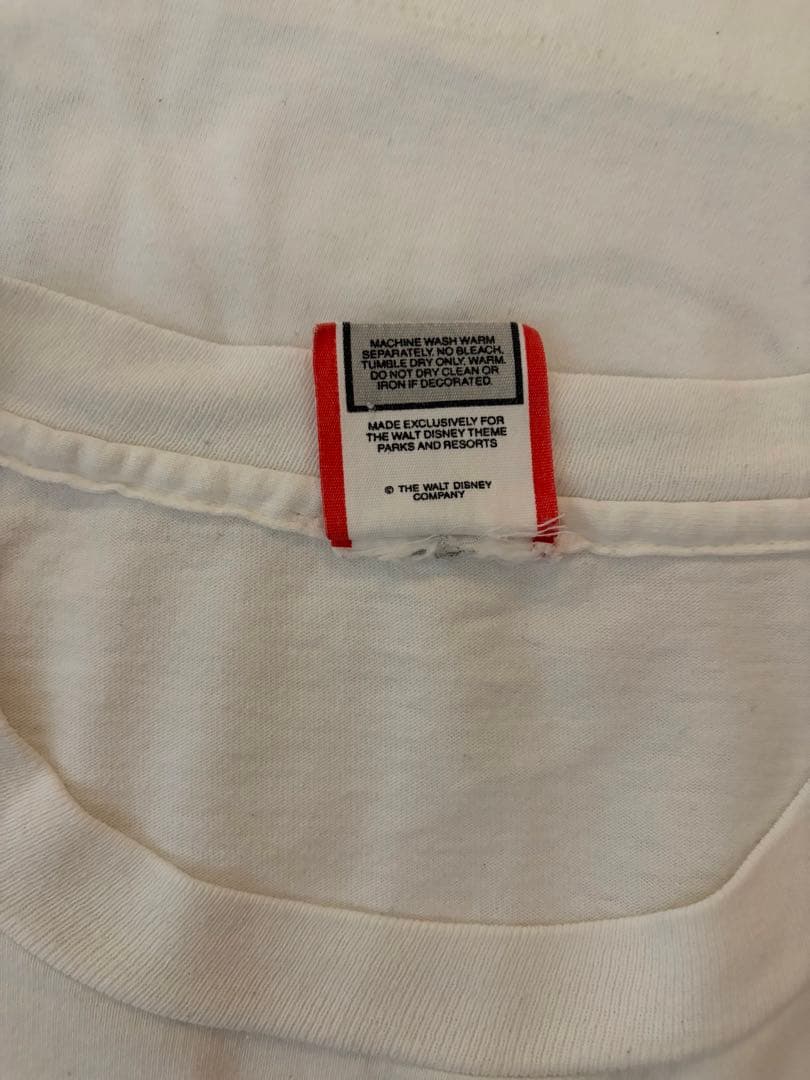 MACHINE WASH WARM
SEPARATELY. NO BLEACH.
TUMBLE DRY ONLY, WARM.
DO NOT DRY CLEAN OR
IRON IF DECORATED.
MADE EXCLUSIVELY FOR
THE WALT DISNEY THEME
PARKS AND RESORTS
© THE WALT DISNEY
COMPANY